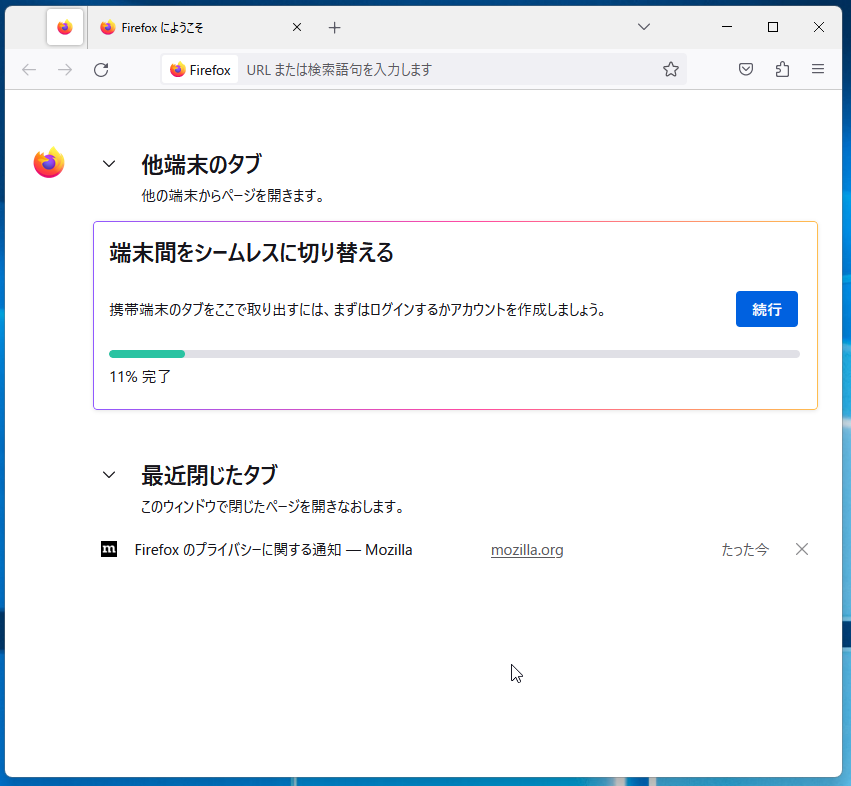 Firefox にようこそ
Firefox URL または検索語句を入力します
他端末のタブ
他の端末からページを開きます。
端末間をシームレスに切り替える
携帯端末のタブをここで取り出すには、まずはログインするかアカウントを作成しましょう。
続行
11% 完了
最近閉じたタブ
このウィンドウで閉じたページを開きなおします。
m Firefox のプライバシーに関する通知 — Mozilla mozilla.org たった今